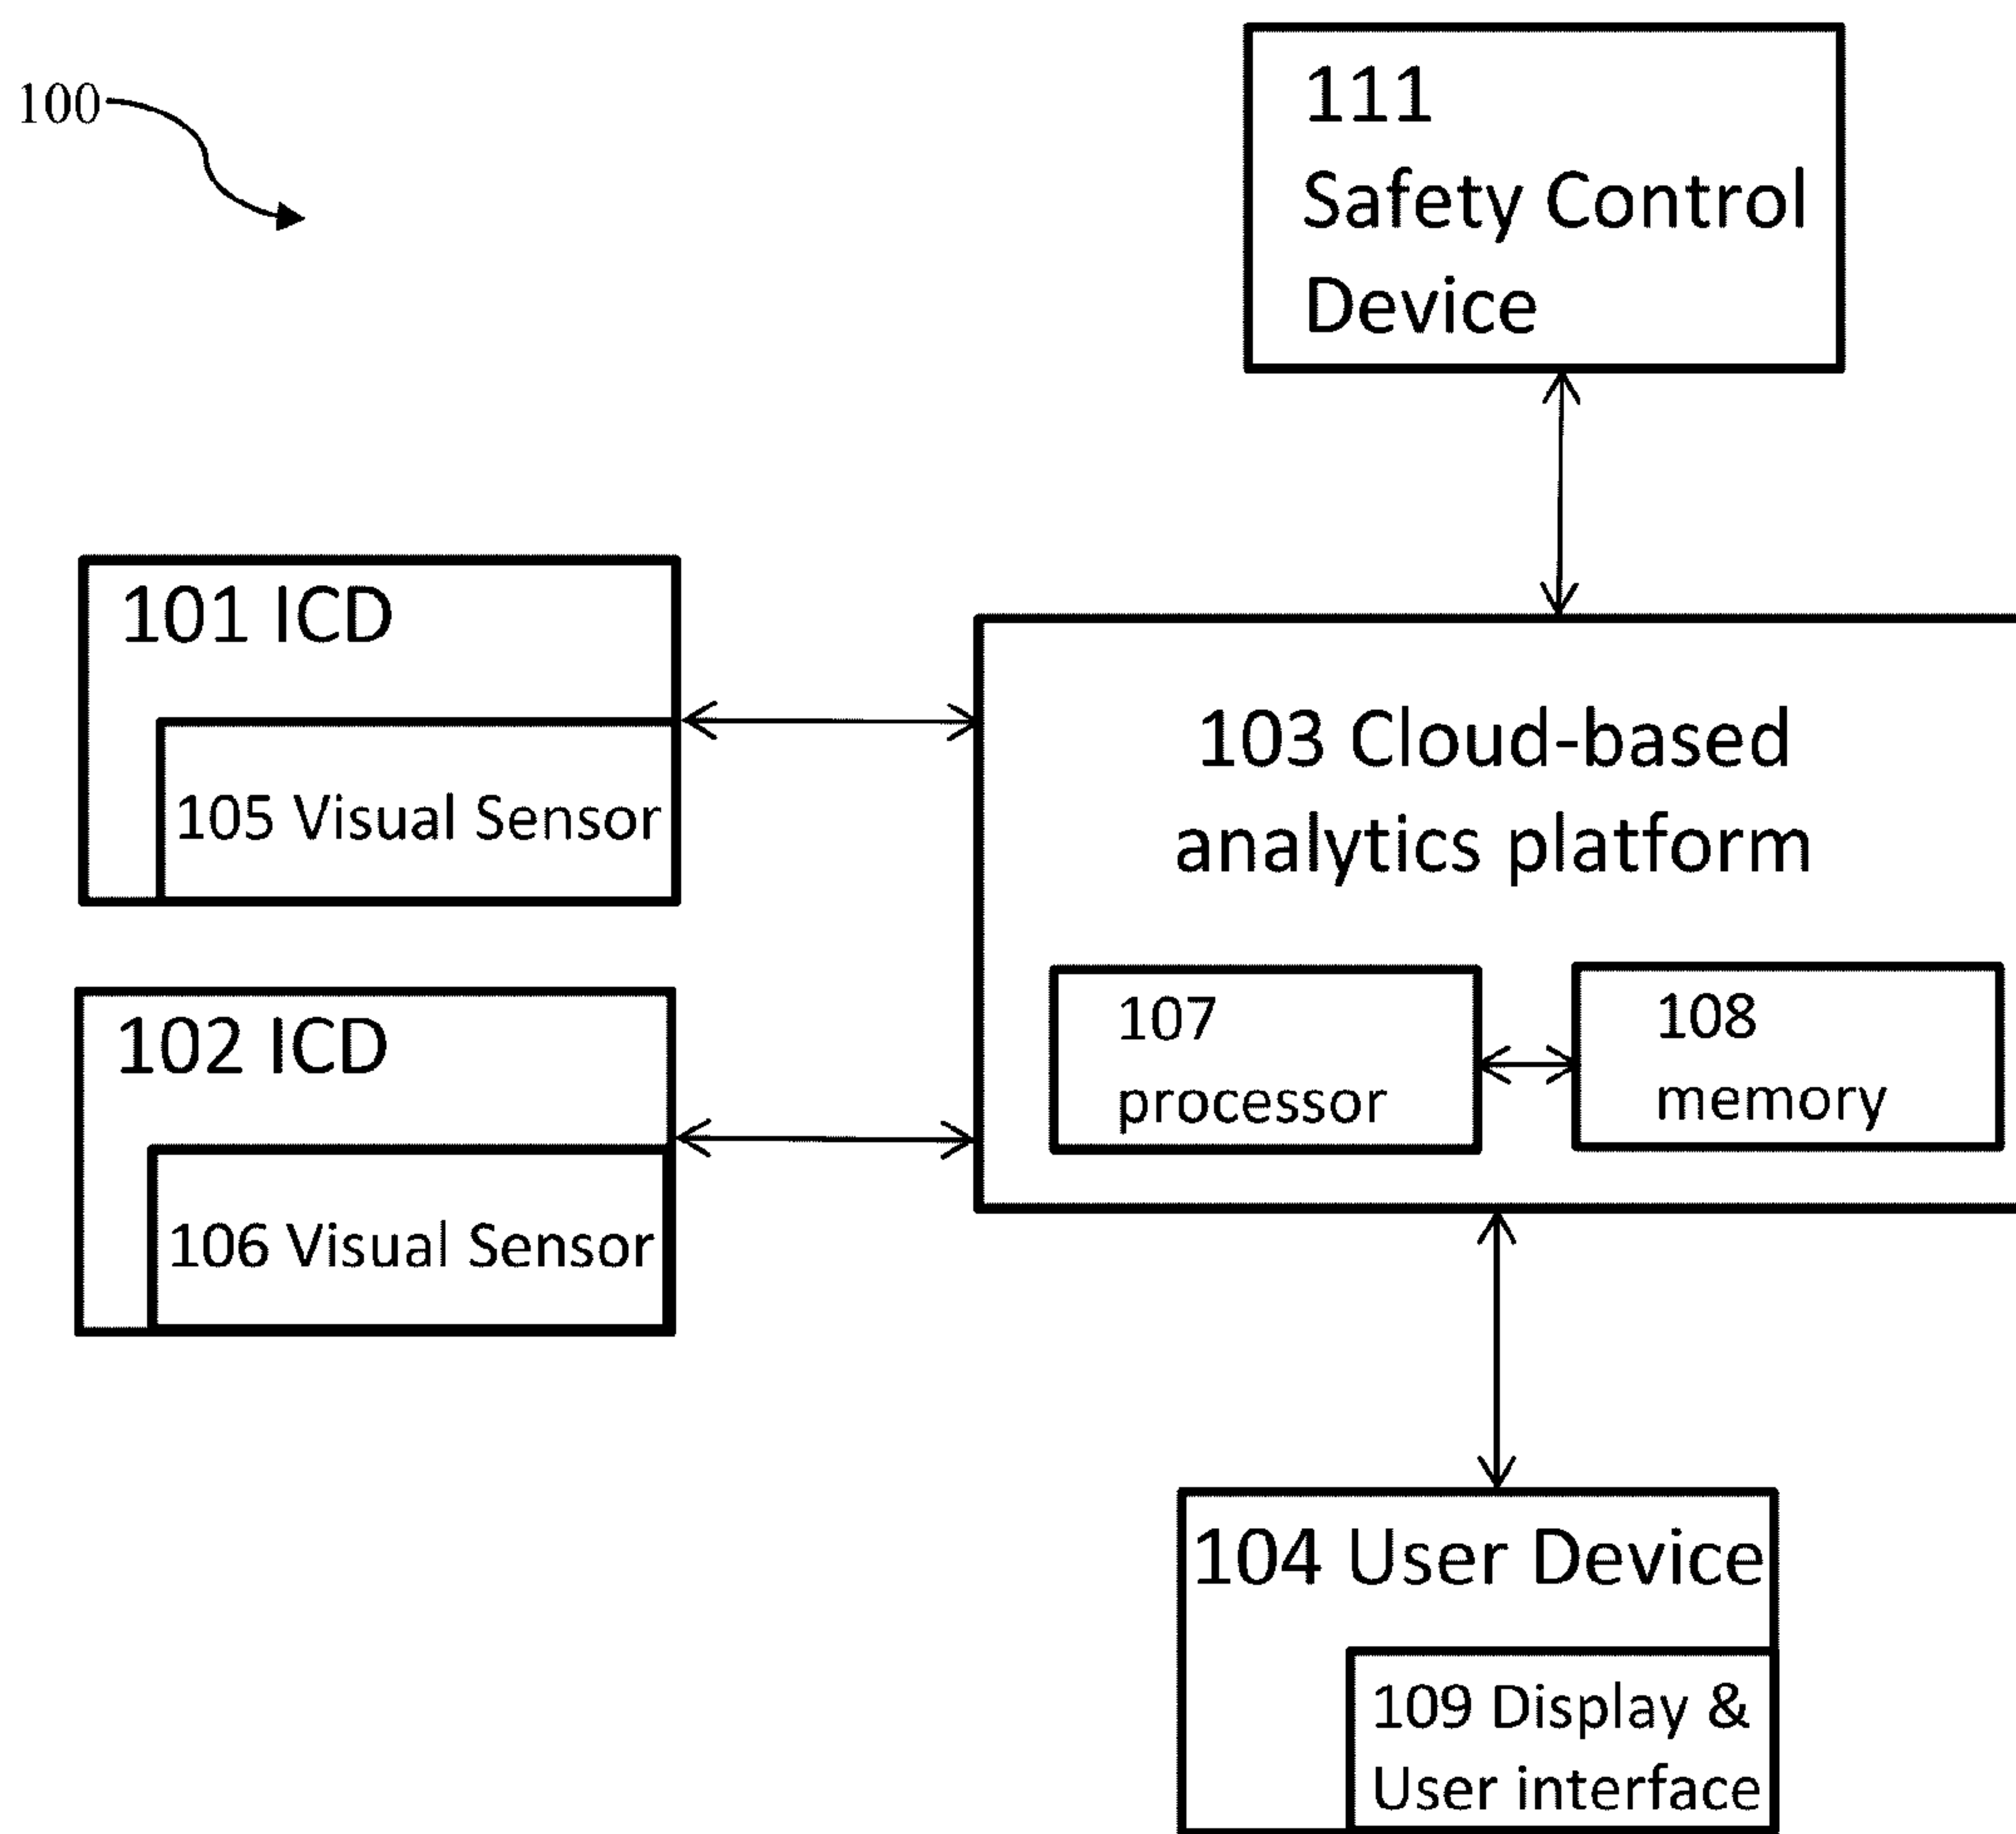 100
111
Safety Control
Device
101 ICD
105 Visual Sensor
103 Cloud-based
analytics platform
102 ICD
106 Visual Sensor
107
processor
108
memory
104 User Device
109 Display &
User interface